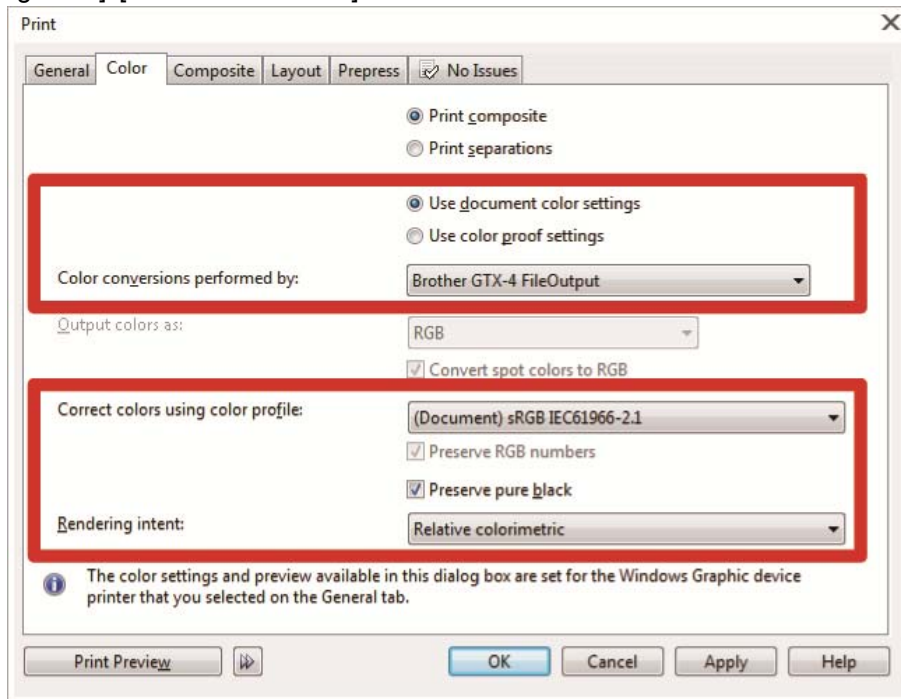 Print
General Color Composite Layout Prepress No Issues
Print composite
Print separations
Use document color settings
Use color proof settings
Color conversions performed by: Brother GTX-4 FileOutput
Output colors as: RGB
Convert spot colors to RGB
Correct colors using color profile: (Document) sRGB IEC61966-2.1
Preserve RGB numbers
Preserve pure black
Rendering intent: Relative colorimetric
The color settings and preview available in this dialog box are set for the Windows Graphic device
printer that you selected on the General tab.
Print Preview OK Cancel Apply Help